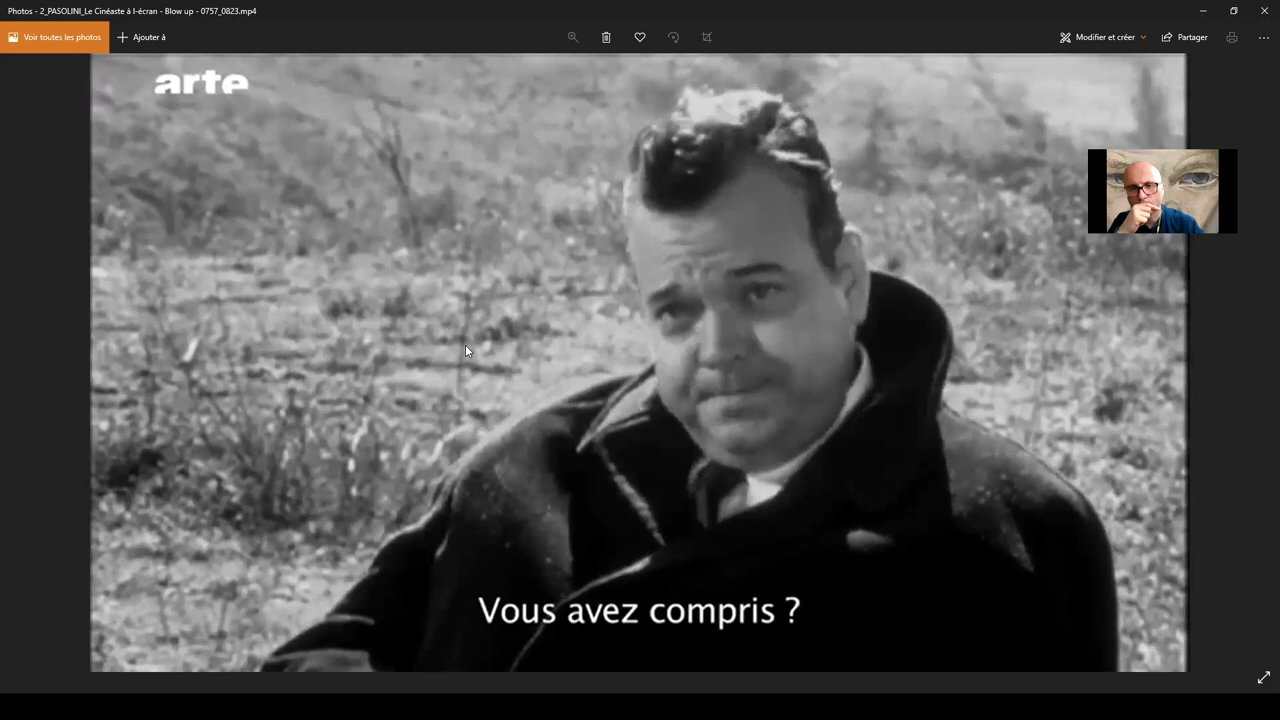 Photos - 2_PASOLINI_Le Cinéaste à l-écran - Blow up - 0757_0823.mp4
Voir toutes les photos
Ajouter à
Modifier et créer
Partager
arte
Vous avez compris ?